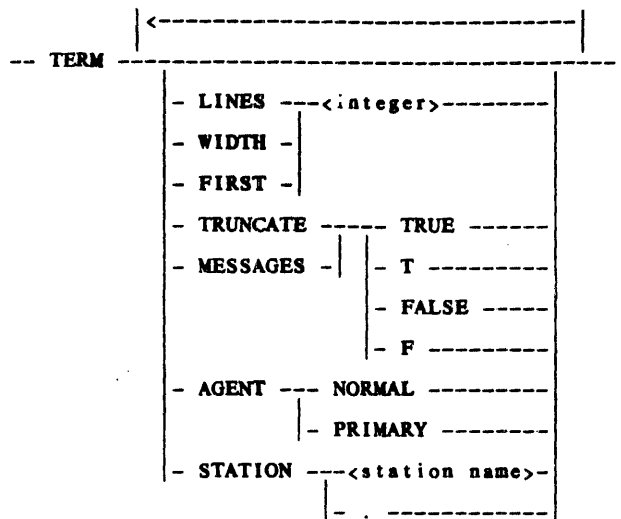 -- TERM --
- LINES ---<integer>-------
- WIDTH -
- FIRST -
- TRUNCATE ----- TRUE ------
- MESSAGES -
- T ---------
- FALSE -----
- F ---------
- AGENT --- NORMAL ---------
- PRIMARY --------
- STATION ---<station name>-
- . -----------